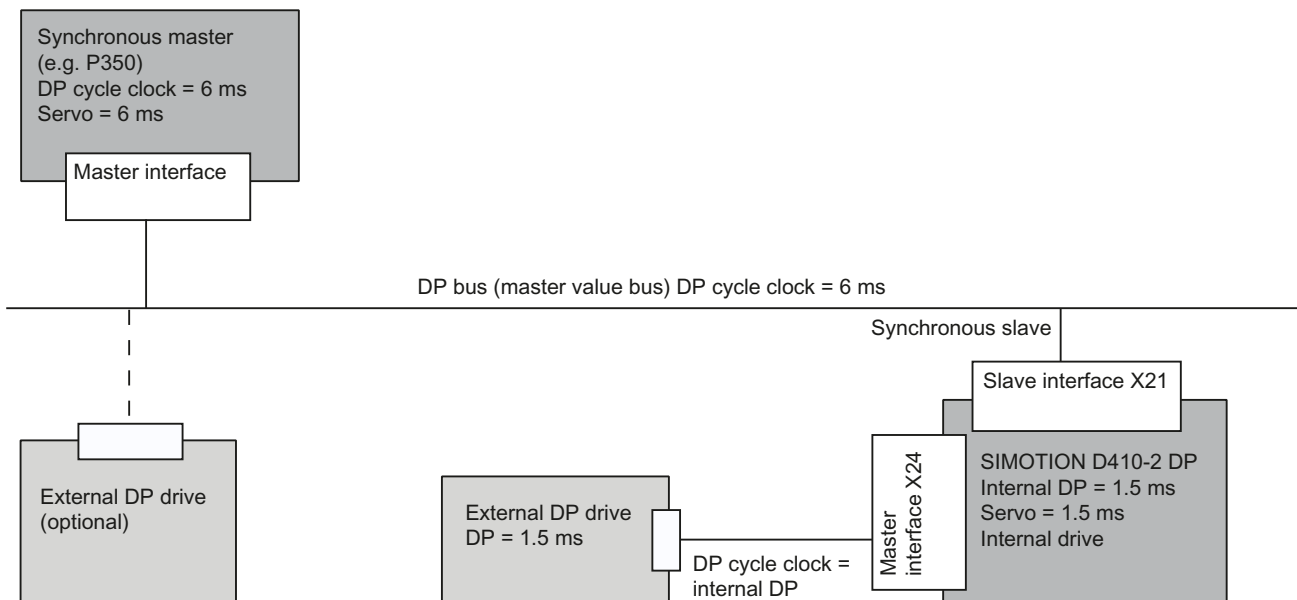 Synchronous master
(e.g. P350)
DP cycle clock = 6 ms
Servo = 6 ms
Master interface
DP bus (master value bus) DP cycle clock = 6 ms
Synchronous slave
Slave interface X21
External DP drive
(optional)
External DP drive
DP = 1.5 ms
DP cycle clock =
internal DP
Master
interface X24
SIMOTION D410-2 DP
Internal DP = 1.5 ms
Servo = 1.5 ms
Internal drive